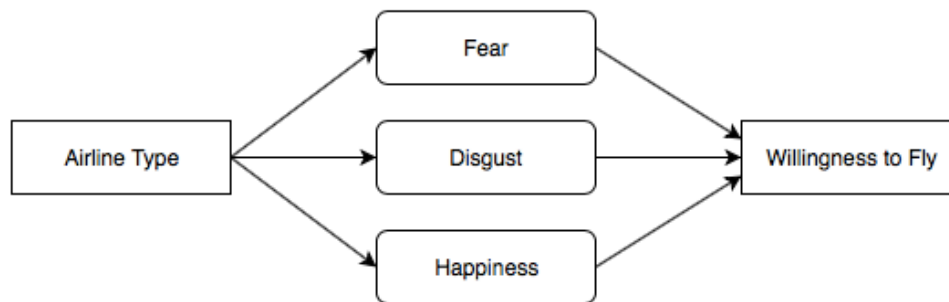 Fear
Airline Type
Disgust
Willingness to Fly
Happiness